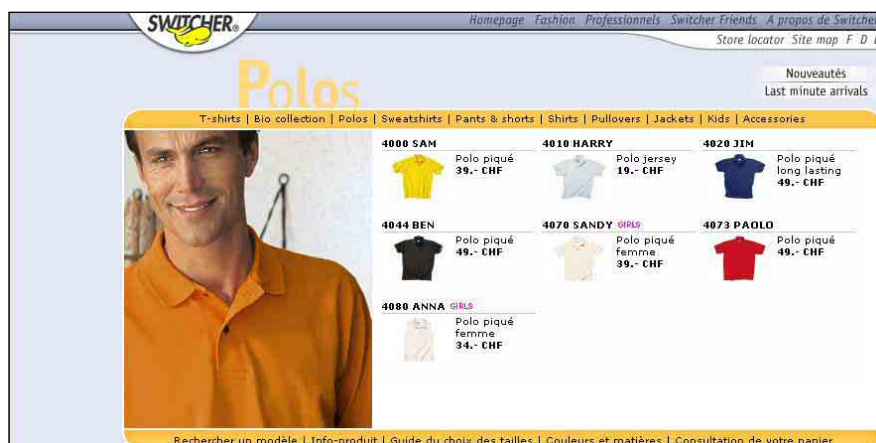 SWITCHER®
Homepage Fashion Professionnels Switcher Friends A propos de Switcher
Store locator Site map F D
Polos
Nouveautés
Last minute arrivals
T-shirts | Bio collection | Polos | Sweatshirts | Pants & shorts | Shirts | Pullovers | Jackets | Kids | Accessories
4000 SAM
Polo piqué
39.- CHF
4010 HARRY
Polo jersey
19.- CHF
4020 JIM
Polo piqué
long lasting
49.- CHF
4044 BEN
Polo piqué
49.- CHF
4070 SANDY GIRLS
Polo piqué
femme
39.- CHF
4073 PAOLO
Polo piqué
49.- CHF
4080 ANNA GIRLS
Polo piqué
femme
34.- CHF
Rechercher un modèle | Info-produit | Guide du choix des tailles | Couleurs et matières | Consultation de votre panier